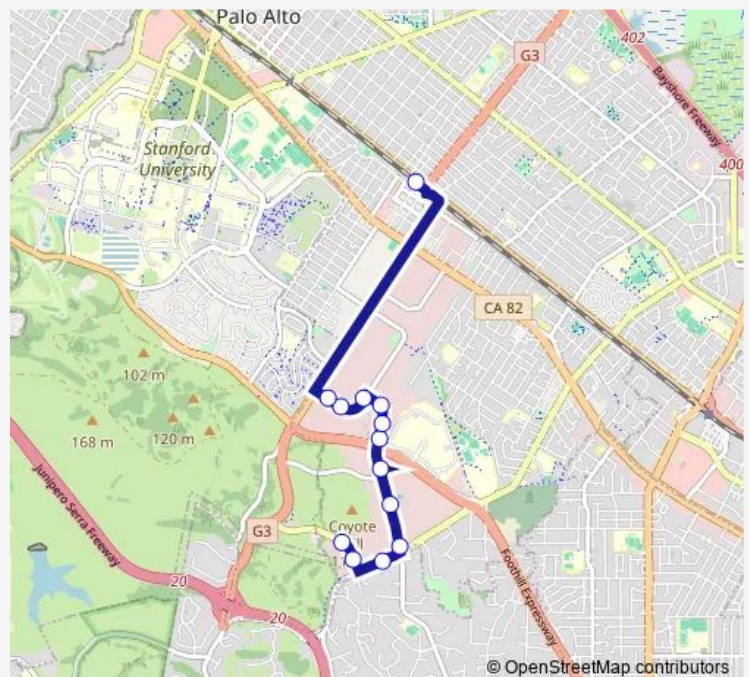 Palo Alto
G3
402
Bayshore Freeway
400
Stanford
University
CA 82
102 m
168 m
120 m
Junipero Serra Freeway
G3
Coyote
20
20
Foothill Expressway
© OpenStreetMap contributors